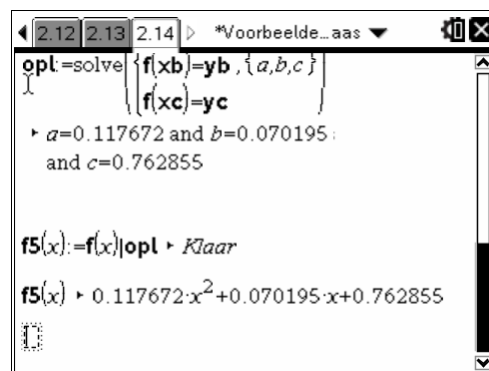 2.12 2.13 2.14 *Voorbeelde...aas
opl:=solve({f(xb)=yb ,{a,b,c}
f(xc)=yc )
▸ a=0.117672 and b=0.070195
and c=0.762855
f5(x):=f(x)|opl ▸ Klaar
f5(x) ▸ 0.117672·x²+0.070195·x+0.762855